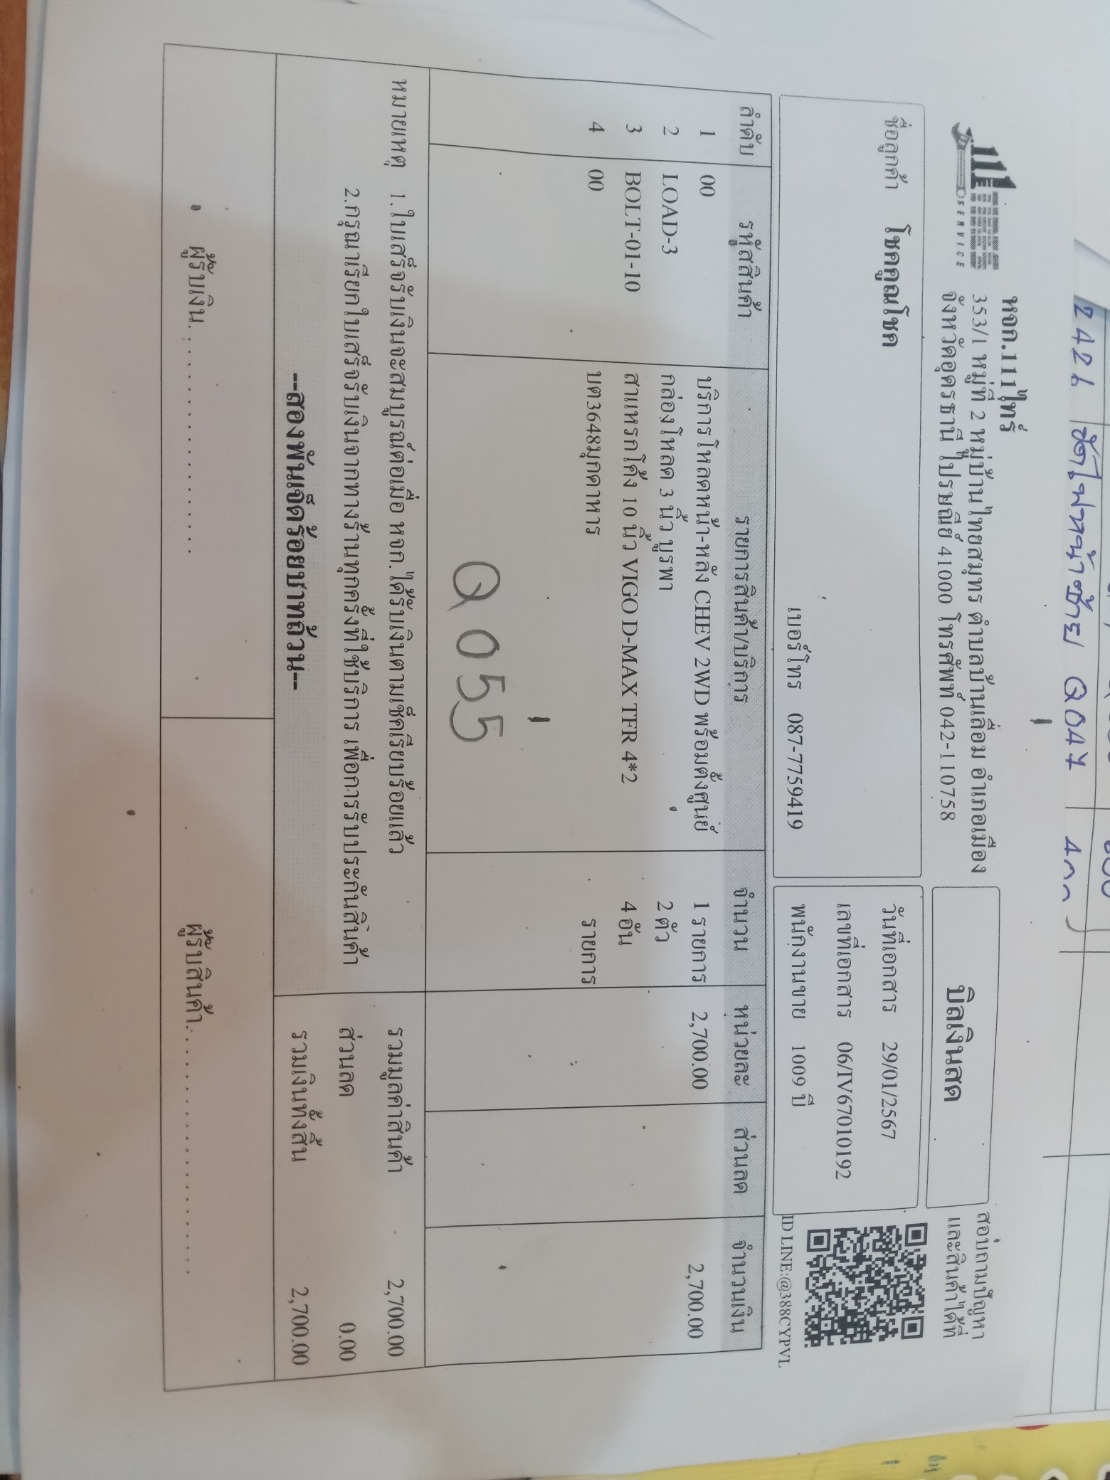 2426 ชัดไฟหน้าซ้าย Q047 400
SERVICE
หจก.111ไทร์
353/1 หมู่ที่ 2 หมู่บ้านไทยสมุทร ตำบลบ้านเลื่อม อำเภอเมือง
จังหวัดอุดรธานี ไปรษณีย์ 41000 โทรศัพท์ 042-110758
บิลเงินสด
สอบถามปัญหา
และสินค้าได้ที่
ID LINE:@388CYPVL
ชื่อลูกค้า โชคคูณโชค
เบอร์โทร 087-7759419
วันที่เอกสาร 29/01/2567
เลขที่เอกสาร 06/IV67010192
พนักงานขาย 1009 ปี
ลำดับ รหัสสินค้า รายการสินค้า/บริการ จำนวน หน่วยละ ส่วนลด จำนวนเงิน
1 00 บริการโหลดหน้า-หลัง CHEV 2WD พร้อมตั้งศูนย์ 1 รายการ 2,700.00 2,700.00
2 LOAD-3 กล่องโหลด 3 นิ้ว บูรพา 2 ตัว
3 BOLT-01-10 สาแหรกโค้ง 10 นิ้ว VIGO D-MAX TFR 4*2 4 อัน
4 00 บต3648มุกดาหาร รายการ
Q055
หมายเหตุ 1. ใบเสร็จรับเงินจะสมบูรณ์ต่อเมื่อ หจก. ได้รับเงินตามเช็คเรียบร้อยแล้ว
2.กรุณาเรียกใบเสร็จรับเงินจากทางร้านทุกครั้งที่ใช้บริการ เพื่อการรับประกันสินค้า
--สองพันเจ็ดร้อยบาทถ้วน--
รวมมูลค่าสินค้า 2,700.00
ส่วนลด 0.00
รวมเงินทั้งสิ้น 2,700.00
ผู้รับเงิน..............................
ผู้รับสินค้า..............................